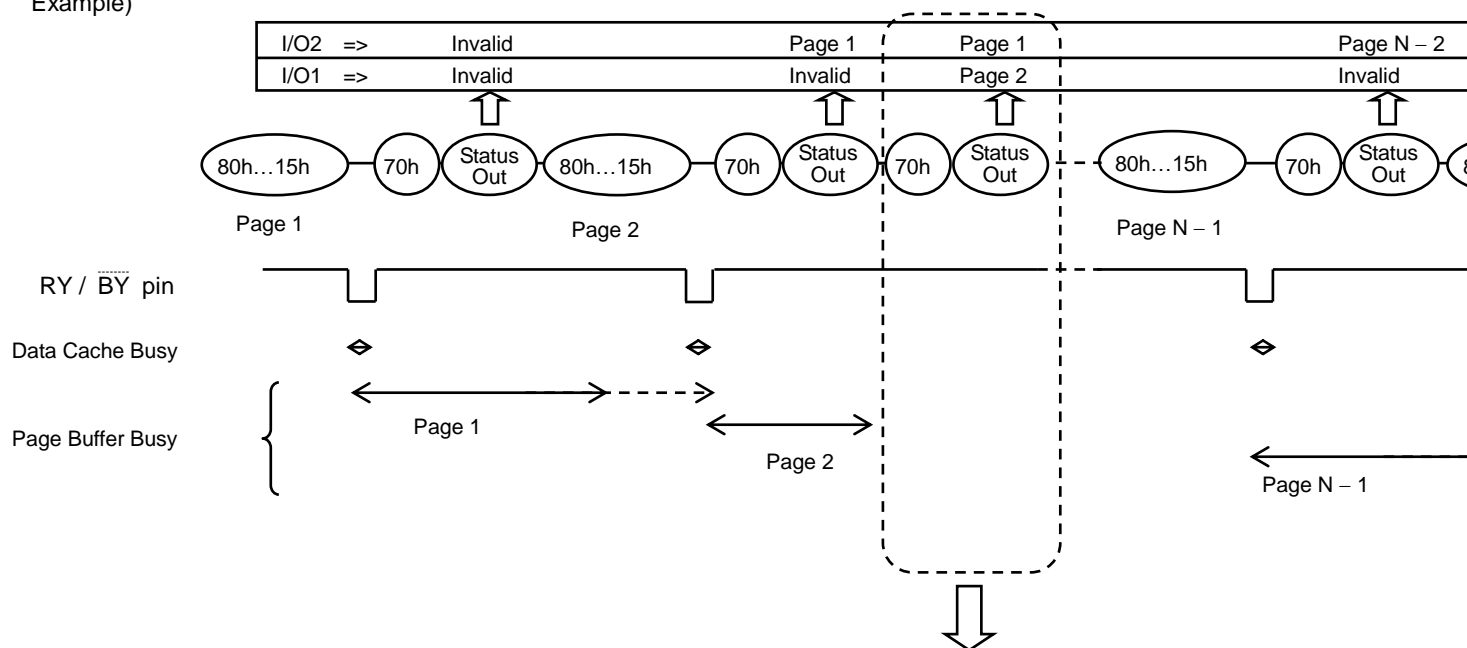 Example)
I/O2 => Invalid Page 1 Page 1 Page N – 2
I/O1 => Invalid Invalid Page 2 Invalid
80h…15h 70h Status Out 80h…15h 70h Status Out 70h Status Out 80h…15h 70h Status Out
Page 1 Page 2 Page N – 1
RY / BY pin
Data Cache Busy
Page 1
Page Buffer Busy
Page 2
Page N – 1